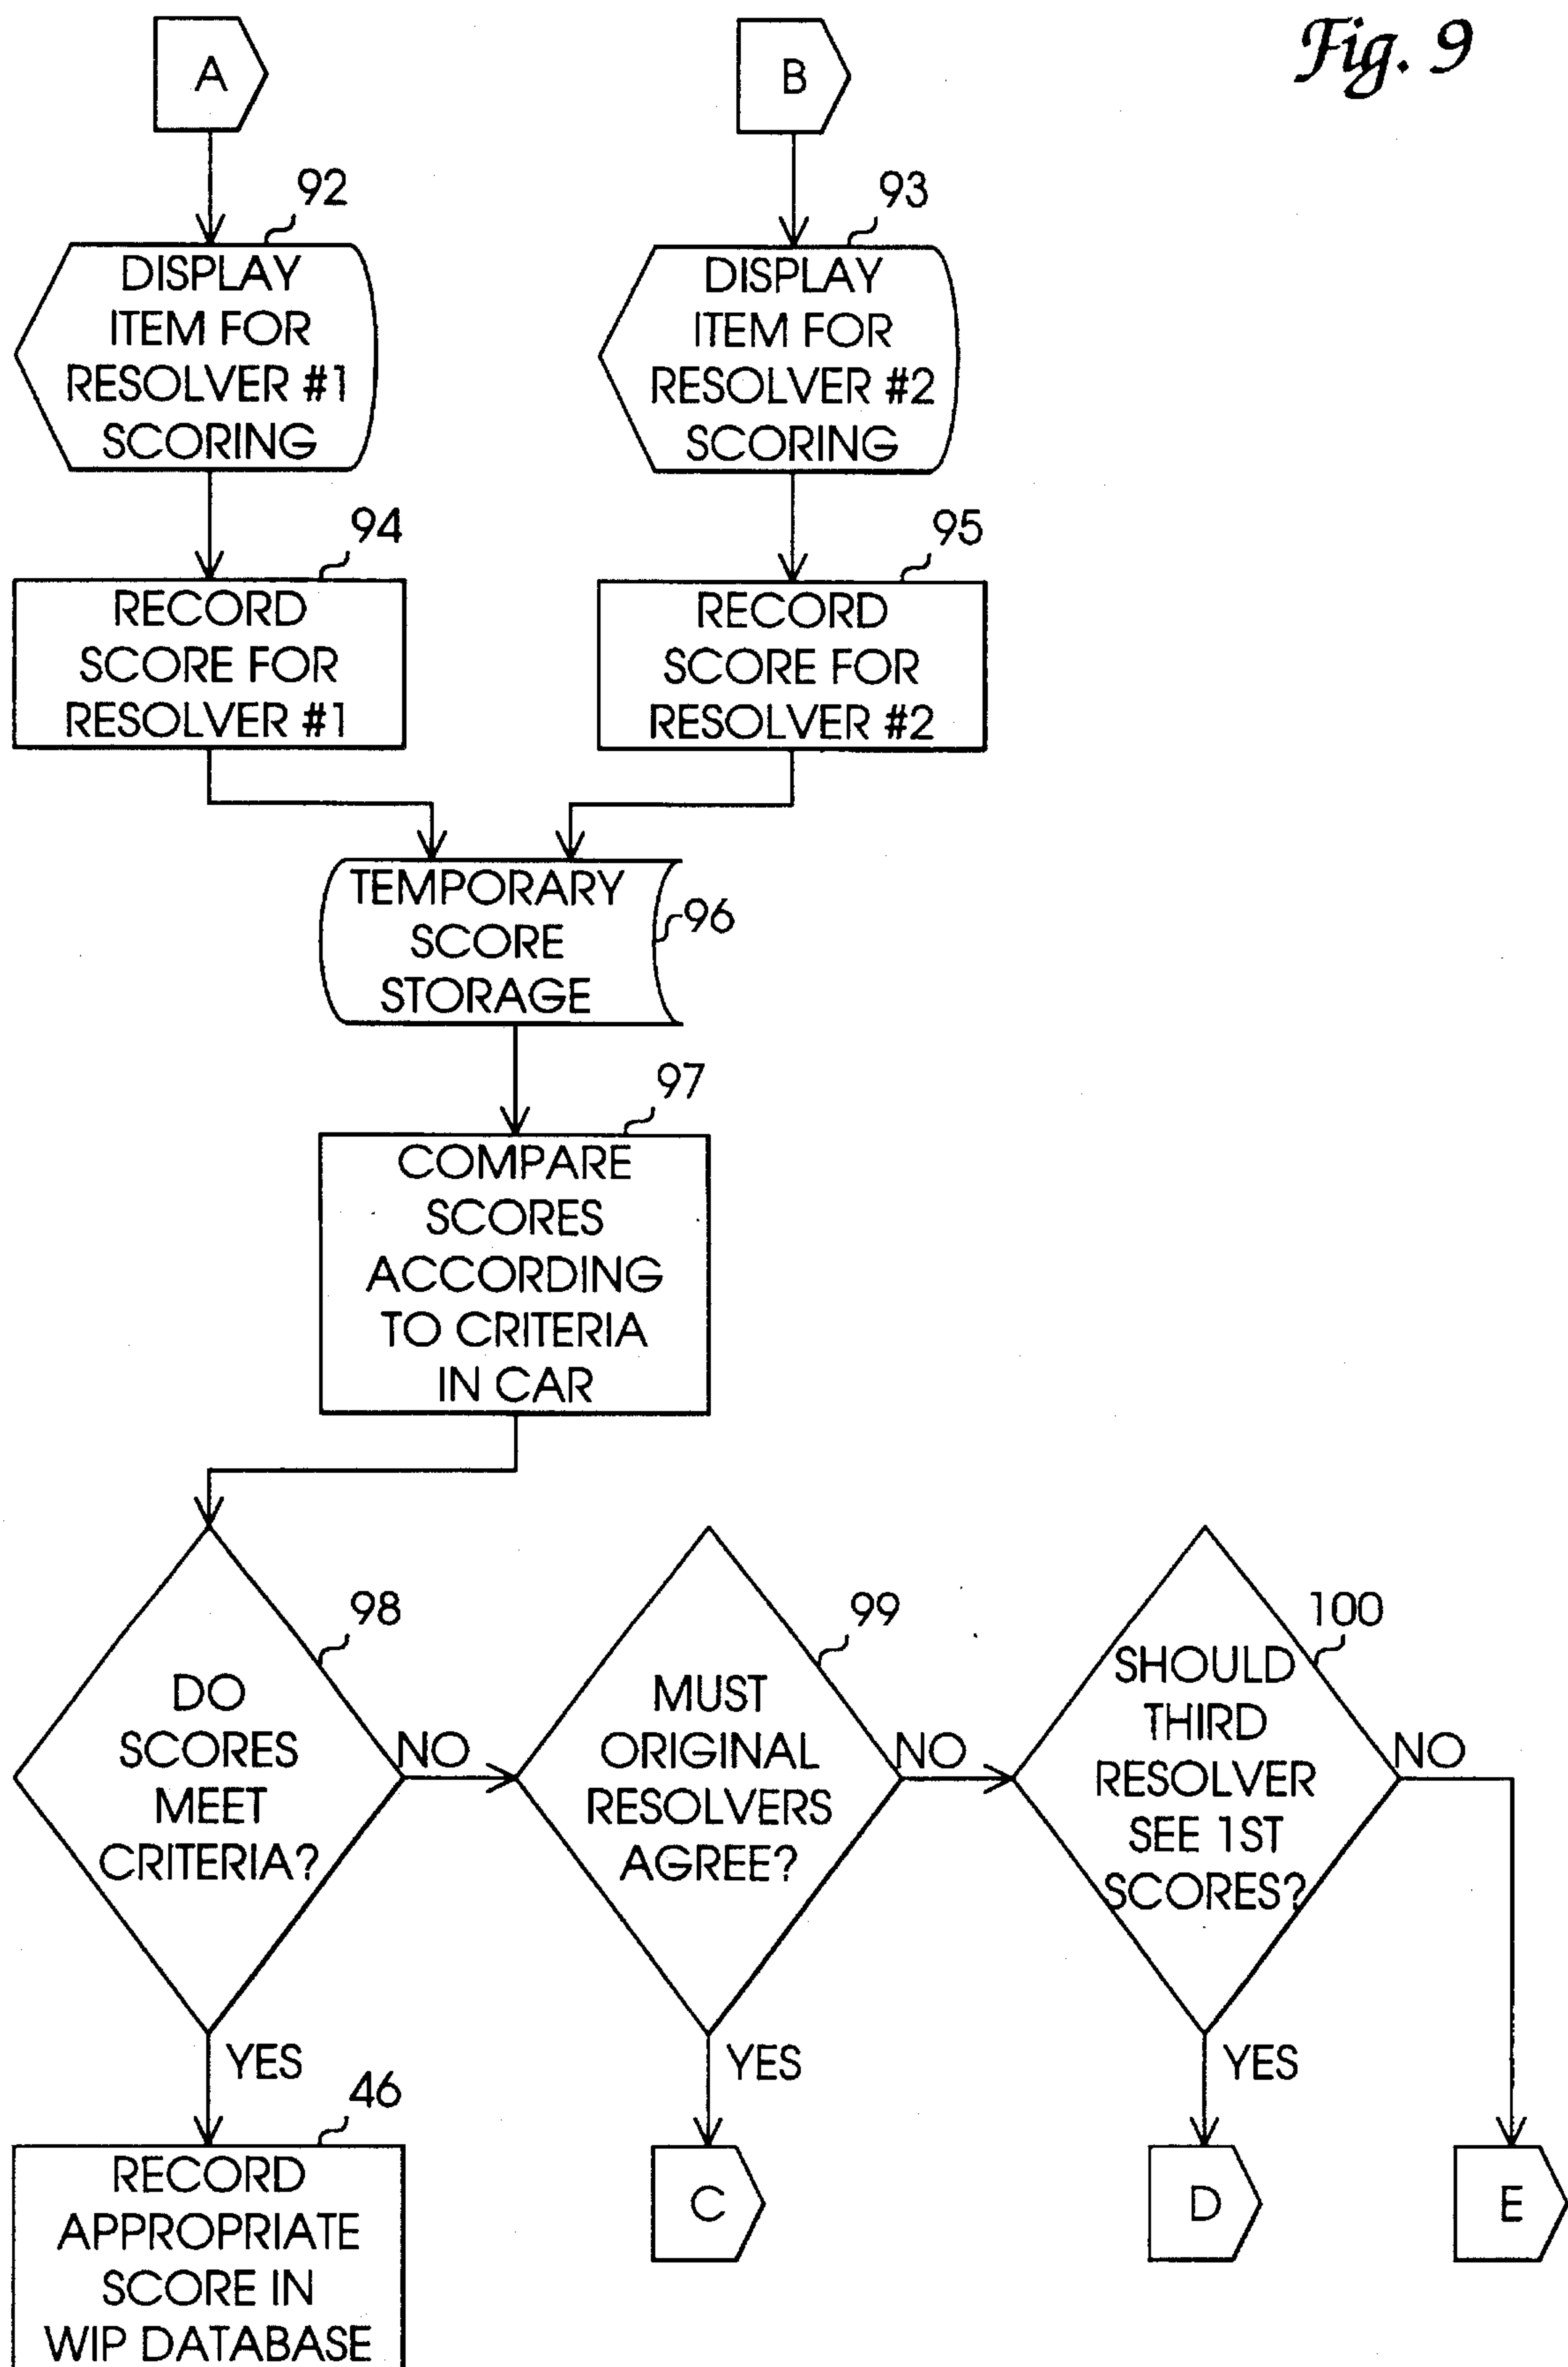 Fig. 9
A
B
92
93
DISPLAY
ITEM FOR
RESOLVER #1
SCORING
DISPLAY
ITEM FOR
RESOLVER #2
SCORING
94
95
RECORD
SCORE FOR
RESOLVER #1
RECORD
SCORE FOR
RESOLVER #2
TEMPORARY
SCORE
STORAGE
96
97
COMPARE
SCORES
ACCORDING
TO CRITERIA
IN CAR
98
99
100
DO
SCORES
MEET
CRITERIA?
NO
MUST
ORIGINAL
RESOLVERS
AGREE?
NO
SHOULD
THIRD
RESOLVER
SEE 1ST
SCORES?
NO
YES
YES
YES
46
RECORD
APPROPRIATE
SCORE IN
WIP DATABASE
C
D
E